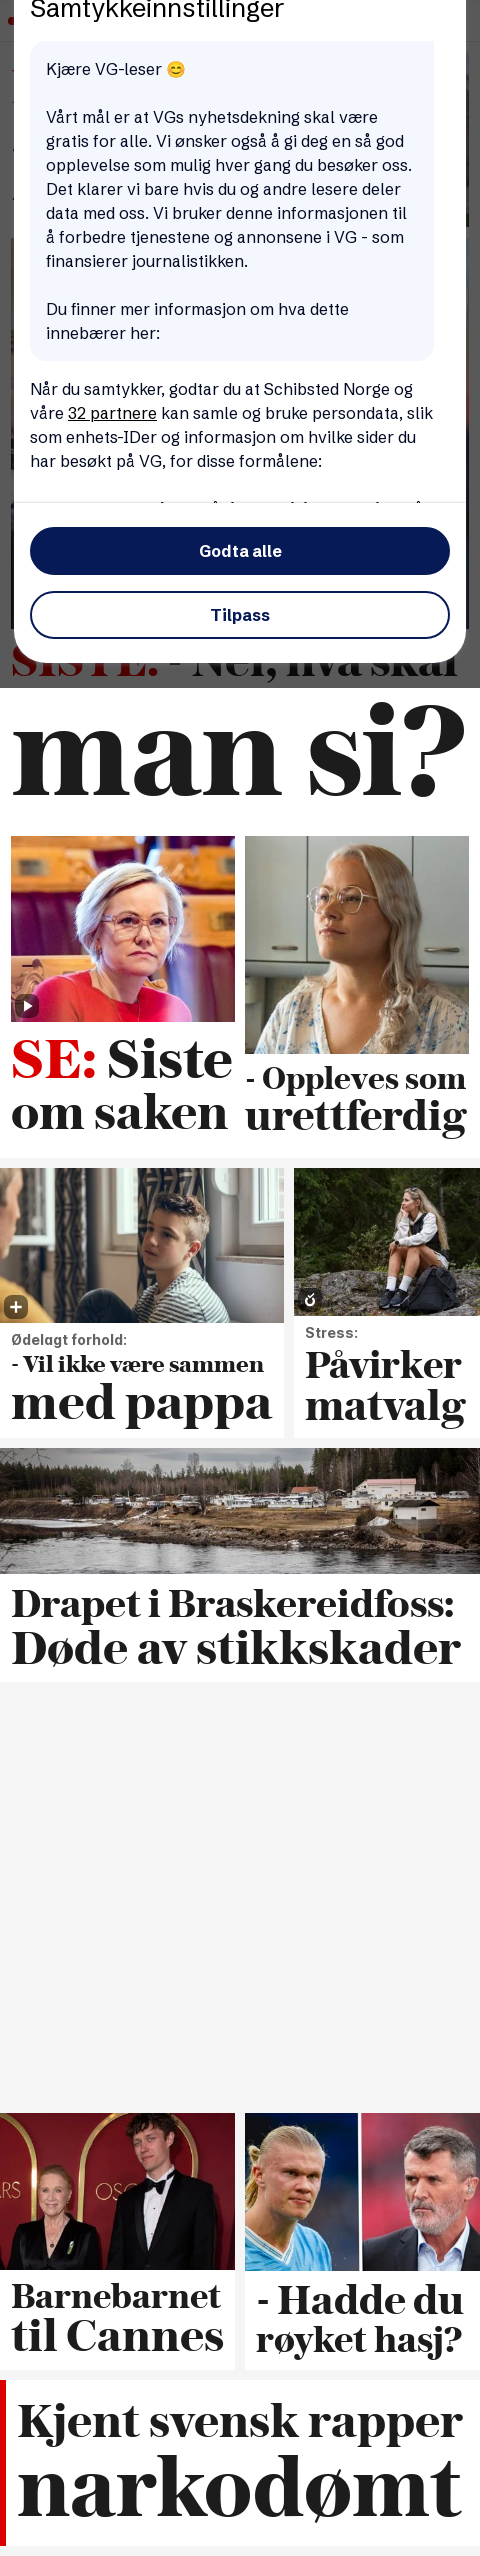 Samtykkeinnstillinger
Kjære VG-leser 😊
Vårt mål er at VGs nyhetsdekning skal være
gratis for alle. Vi ønsker også å gi deg en så god
opplevelse som mulig hver gang du besøker oss.
Det klarer vi bare hvis du og andre lesere deler
data med oss. Vi bruker denne informasjonen til
å forbedre tjenestene og annonsene i VG - som
finansierer journalistikken.
Du finner mer informasjon om hva dette
innebærer her:
Når du samtykker, godtar du at Schibsted Norge og
våre 32 partnere kan samle og bruke persondata, slik
som enhets-IDer og informasjon om hvilke sider du
har besøkt på VG, for disse formålene:
Godta alle
Tilpass
SISTE: - Nei, hva skal
man si?
SE: Siste
om saken
- Oppleves som
urettferdig
Ødelagt forhold:
- Vil ikke være sammen
med pappa
Stress:
Påvirker
matvalg
Drapet i Braskereidfoss:
Døde av stikkskader
Barnebarnet
til Cannes
- Hadde du
røyket hasj?
Kjent svensk rapper
narkodømt